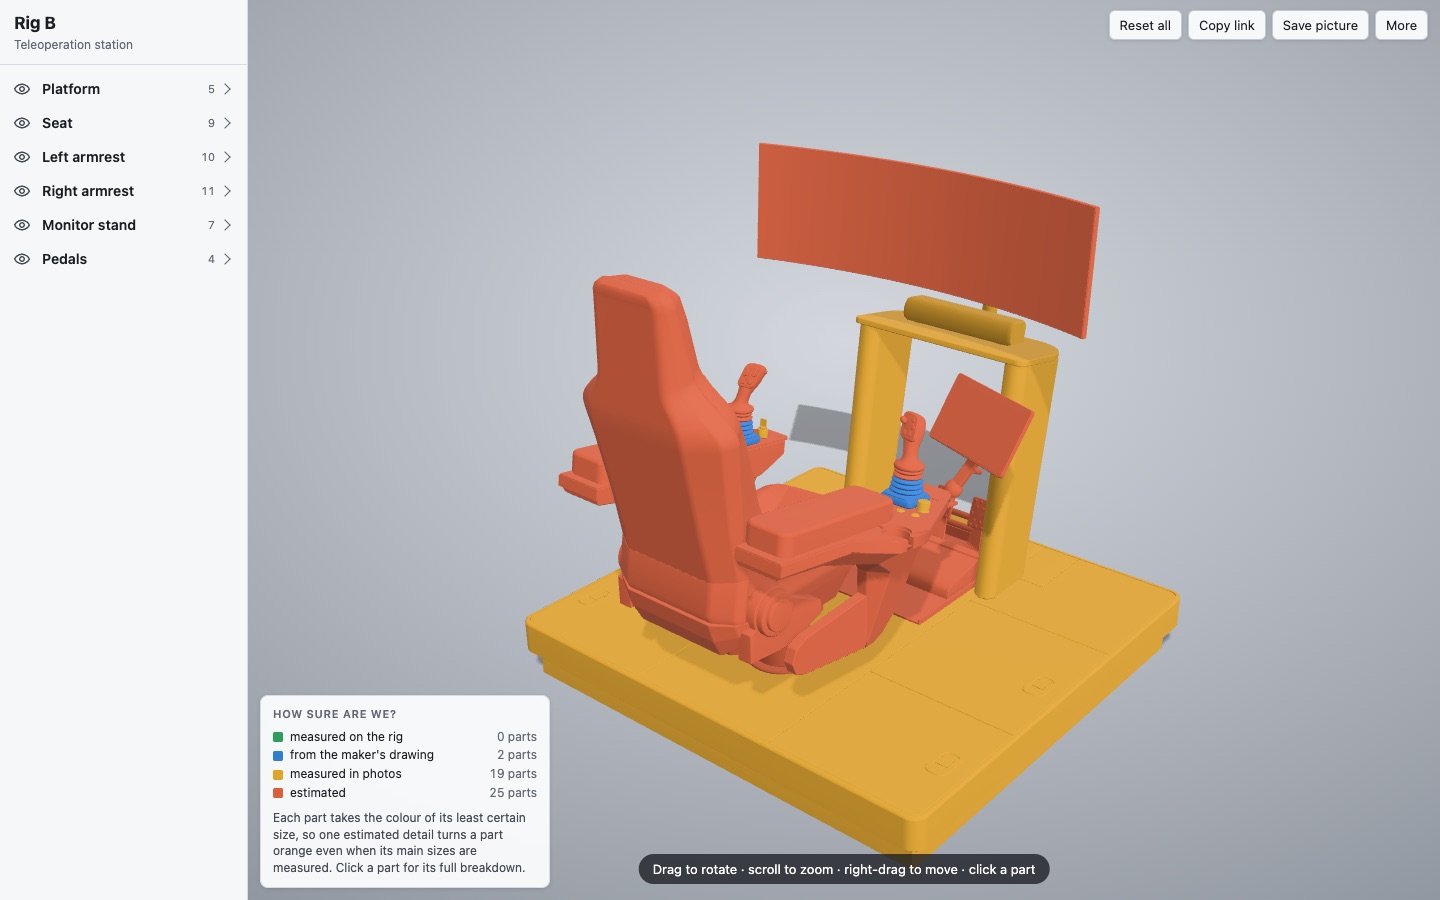 Rig B
Teleoperation station
Platform 5
Seat 9
Left armrest 10
Right armrest 11
Monitor stand 7
Pedals 4
Reset all
Copy link
Save picture
More
HOW SURE ARE WE?
measured on the rig 0 parts
from the maker's drawing 2 parts
measured in photos 19 parts
estimated 25 parts
Each part takes the colour of its least certain
size, so one estimated detail turns a part
orange even when its main sizes are
measured. Click a part for its full breakdown.
Drag to rotate · scroll to zoom · right-drag to move · click a part